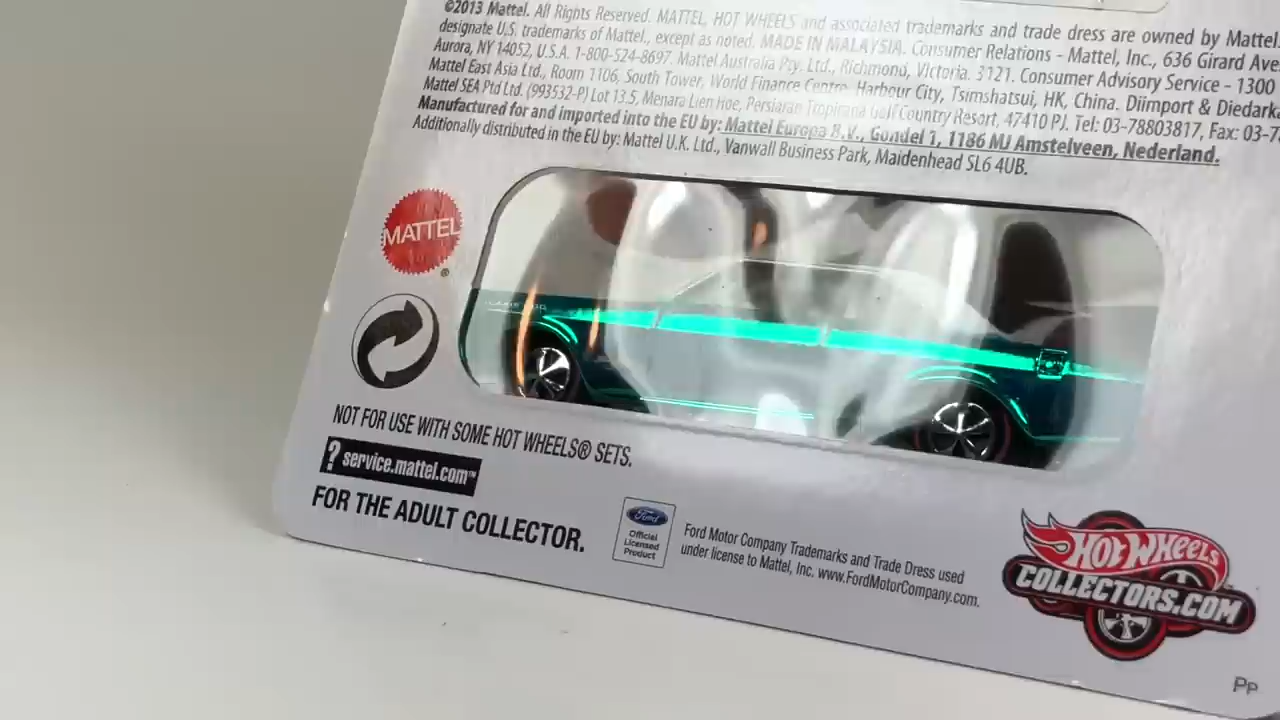 ©2013 Mattel. All Rights Reserved. MATTEL, HOT WHEELS and associated trademarks and trade dress are owned by Mattel.
designate U.S. trademarks of Mattel., except as noted. MADE IN MALAYSIA. Consumer Relations - Mattel, Inc., 636 Girard Ave
Aurora, NY 14052, U.S.A. 1-800-524-8697. Mattel Australia Pty. Ltd., Richmond, Victoria. 3121. Consumer Advisory Service - 1300
Mattel East Asia Ltd., Room 1106, South Tower, World Finance Centre, Harbour City, Tsimshatsui, HK, China. Diimport & Diedark
Mattel SEA Ptd Ltd. (993532-P) Lot 13.5, Menara Lien Hoe, Persiaran Tropicana Golf Country Resort, 47410 PJ. Tel: 03-78803817, Fax: 03-7
Manufactured for and imported into the EU by: Mattel Europa B.V., Gondel 1, 1186 MJ Amstelveen, Nederland.
Additionally distributed in the EU by: Mattel U.K. Ltd., Vanwall Business Park, Maidenhead SL6 4UB.
MATTEL
NOT FOR USE WITH SOME HOT WHEELS® SETS.
? service.mattel.com™
FOR THE ADULT COLLECTOR.
Ford
Official
Licensed
Product
Ford Motor Company Trademarks and Trade Dress used
under license to Mattel, Inc. www.FordMotorCompany.com.
HOT WHEELS
COLLECTORS.COM
PP